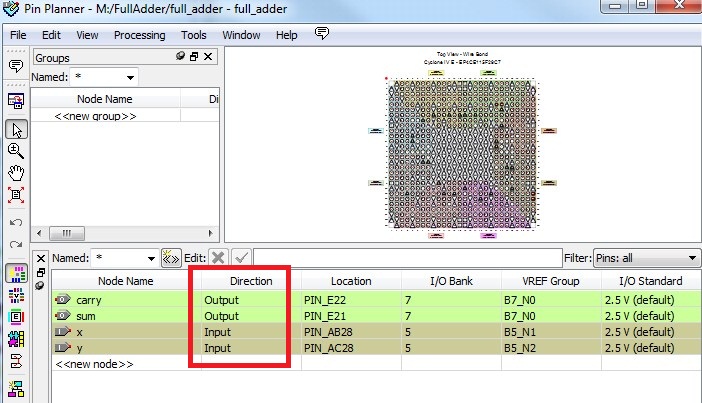 Pin Planner - M:/FullAdder/full_adder - full_adder
File Edit View Processing Tools Window Help
Groups
Named: *
Node Name Di
<<new group>>
Top View - Wire Bond
Cyclone IV E - EP4CE115F29C7
Named: * Edit: Filter: Pins: all
Node Name Direction Location I/O Bank VREF Group I/O Standard
carry Output PIN_E22 7 B7_N0 2.5 V (default)
sum Output PIN_E21 7 B7_N0 2.5 V (default)
x Input PIN_AB28 5 B5_N1 2.5 V (default)
y Input PIN_AC28 5 B5_N2 2.5 V (default)
<<new node>>